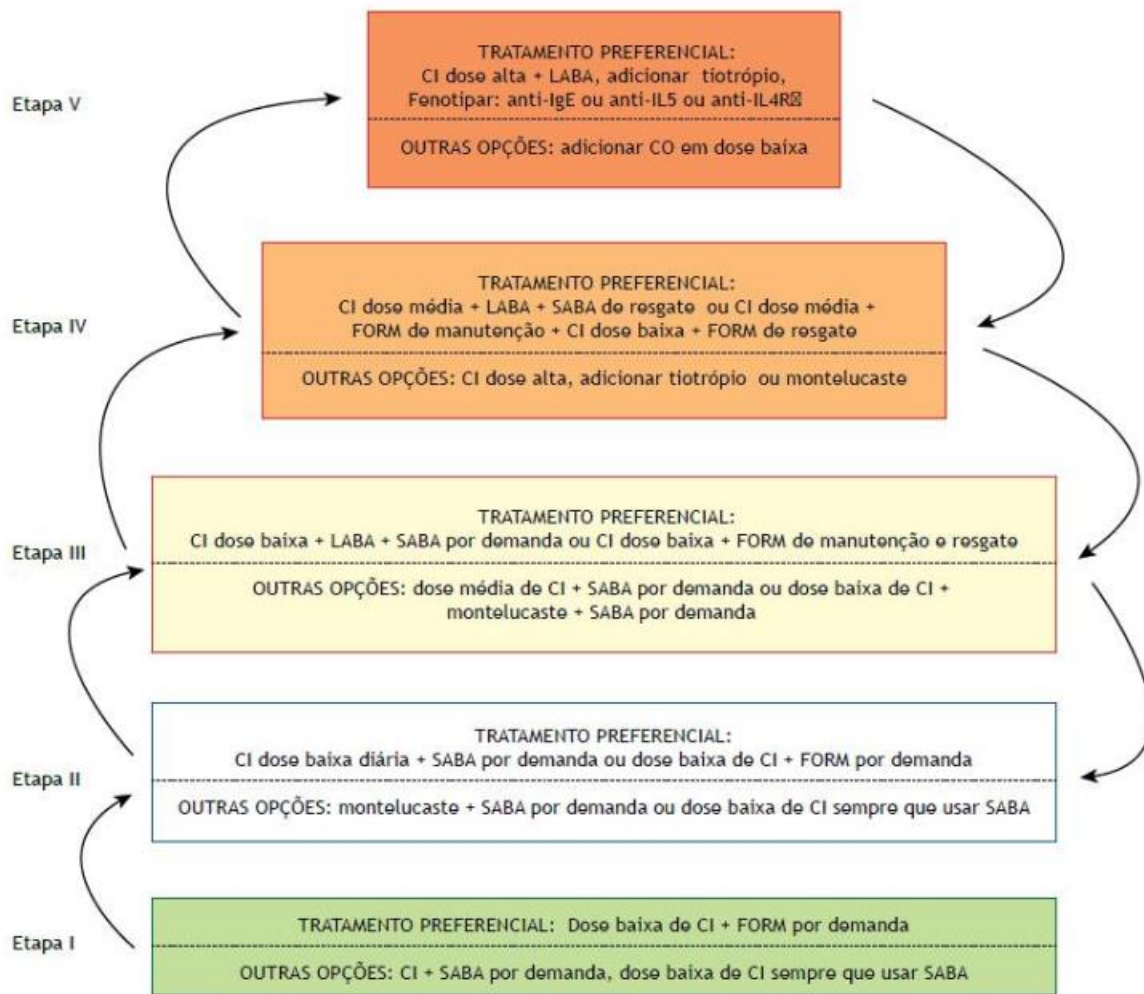 Etapa V
TRATAMENTO PREFERENCIAL:
CI dose alta + LABA, adicionar tiotrópio,
Fenotipar: anti-IgE ou anti-IL5 ou anti-IL4R
OUTRAS OPÇÕES: adicionar CO em dose baixa
Etapa IV
TRATAMENTO PREFERENCIAL:
CI dose média + LABA + SABA de resgate ou CI dose média +
FORM de manutenção + CI dose baixa + FORM de resgate
OUTRAS OPÇÕES: CI dose alta, adicionar tiotrópio ou montelucaste
Etapa III
TRATAMENTO PREFERENCIAL:
CI dose baixa + LABA + SABA por demanda ou CI dose baixa + FORM de manutenção e resgate
OUTRAS OPÇÕES: dose média de CI + SABA por demanda ou dose baixa de CI +
montelucaste + SABA por demanda
Etapa II
TRATAMENTO PREFERENCIAL:
CI dose baixa diária + SABA por demanda ou dose baixa de CI + FORM por demanda
OUTRAS OPÇÕES: montelucaste + SABA por demanda ou dose baixa de CI sempre que usar SABA
Etapa I
TRATAMENTO PREFERENCIAL: Dose baixa de CI + FORM por demanda
OUTRAS OPÇÕES: CI + SABA por demanda, dose baixa de CI sempre que usar SABA